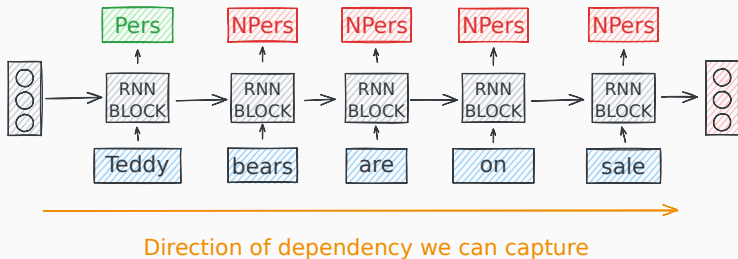 Pers NPers NPers NPers NPers
RNN BLOCK RNN BLOCK RNN BLOCK RNN BLOCK RNN BLOCK
Teddy bears are on sale
Direction of dependency we can capture